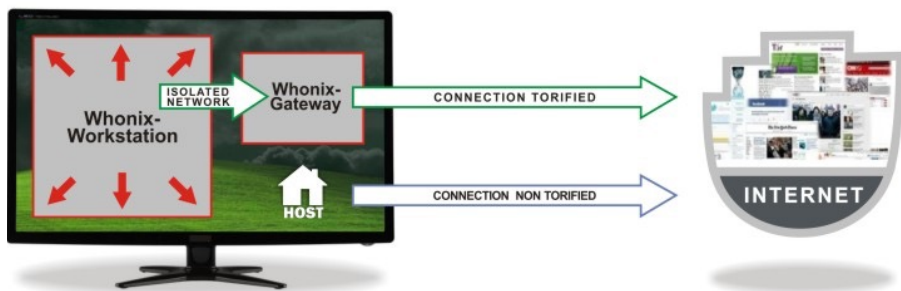 Whonix-
Workstation
ISOLATED
NETWORK
Whonix-
Gateway
CONNECTION TORIFIED
HOST
CONNECTION NON TORIFIED
INTERNET